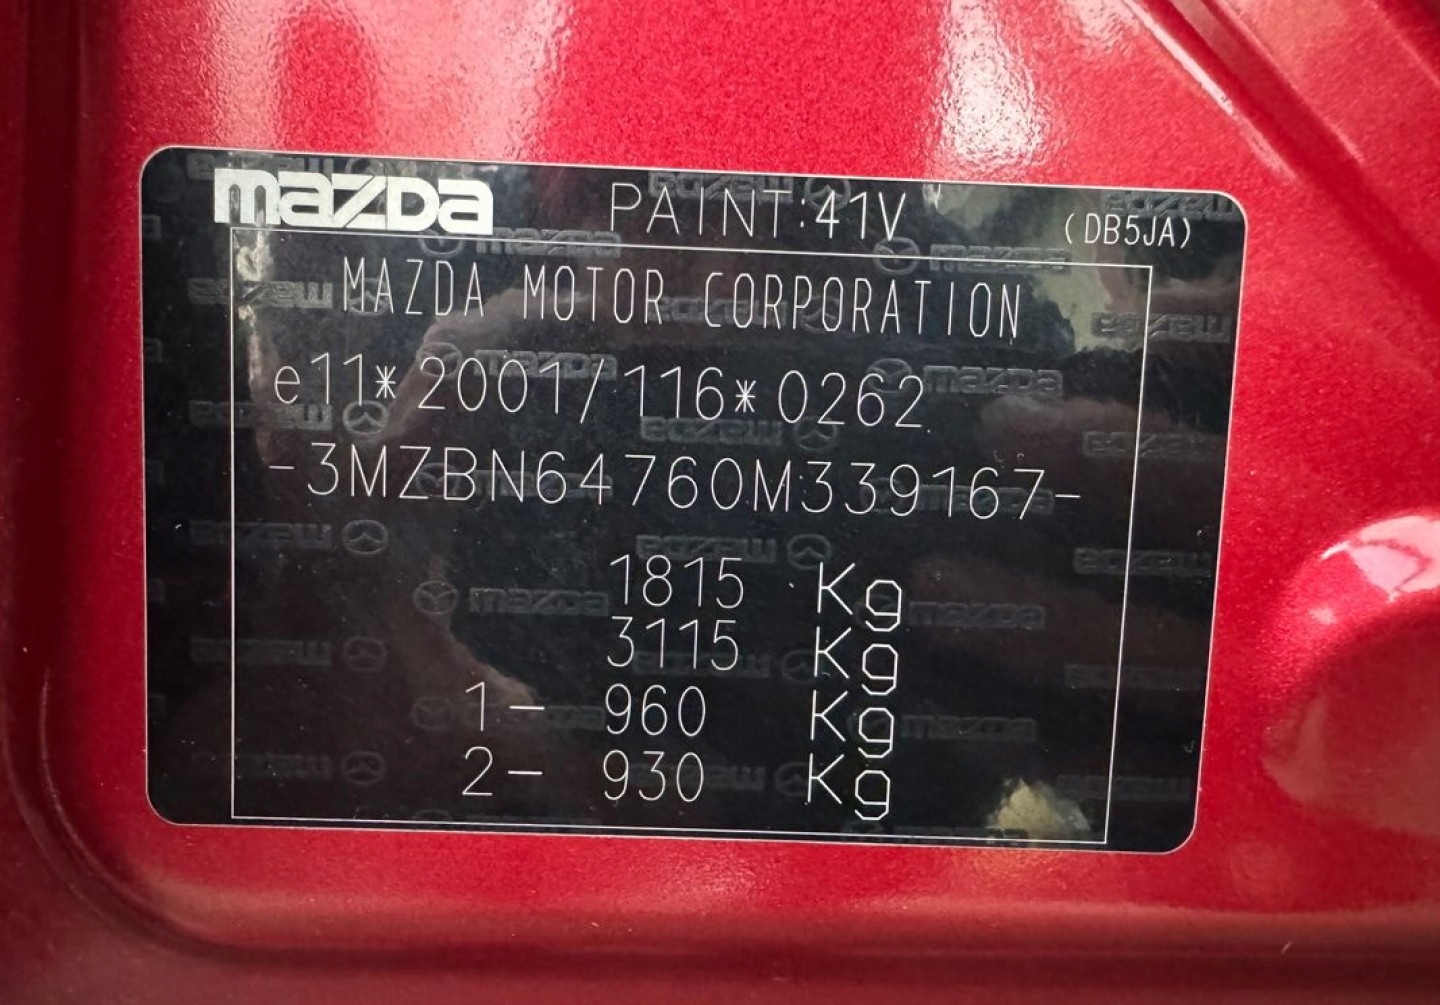 mazda PAINT:41V (DB5JA)
MAZDA MOTOR CORPORATION
e11*2001/116*0262
-3MZBN64760M339167-
1815 Kg
3115 Kg
1- 960 Kg
2- 930 Kg